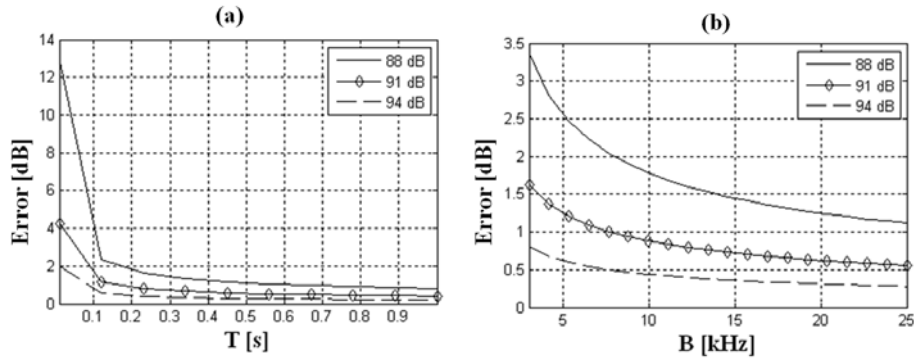 (a)
14
12
10
8
6
4
2
0
Error [dB]
88 dB
91 dB
94 dB
0.1 0.2 0.3 0.4 0.5 0.6 0.7 0.8 0.9
T [s]
(b)
3.5
3
2.5
2
1.5
1
0.5
0
Error [dB]
88 dB
91 dB
94 dB
5 10 15 20 25
B [kHz]